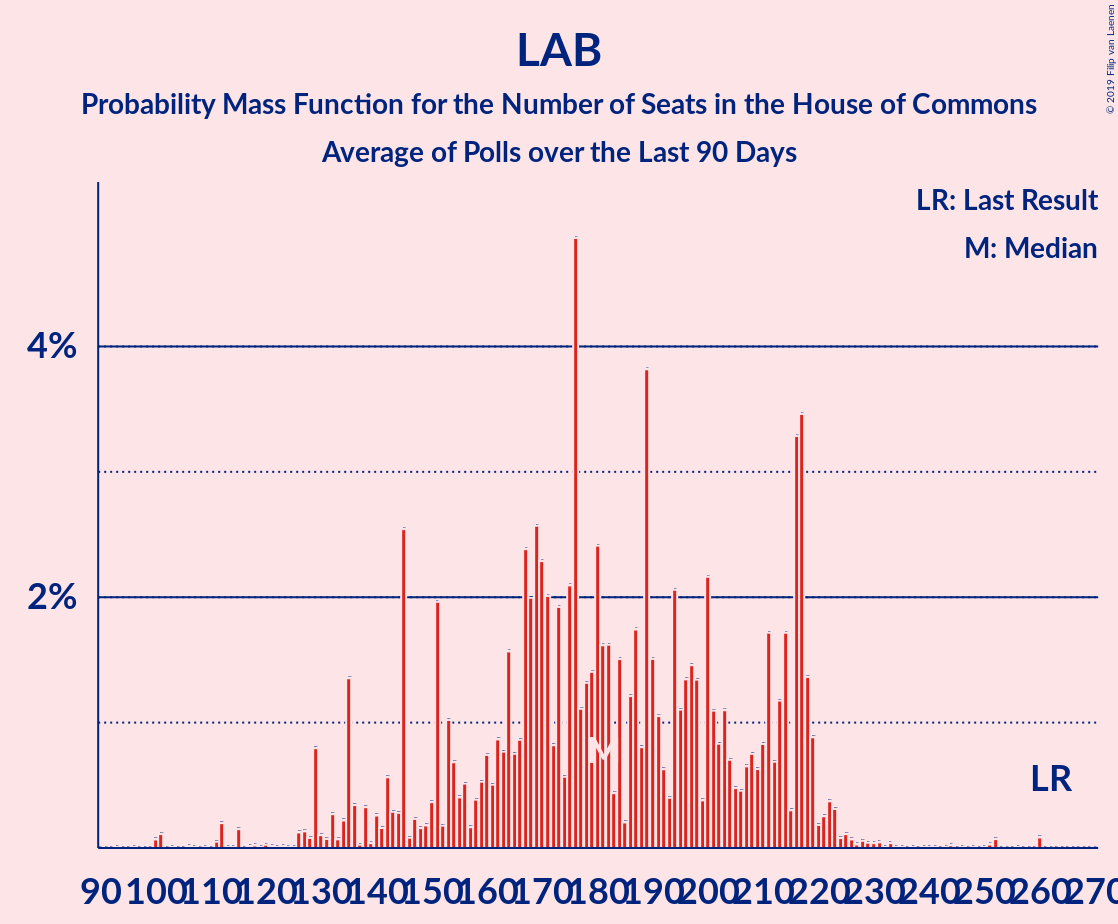 LAB
Probability Mass Function for the Number of Seats in the House of Commons
Average of Polls over the Last 90 Days
© 2019 Filip van Laenen
LR: Last Result
M: Median
4%
2%
M
LR
90 100 110 120 130 140 150 160 170 180 190 200 210 220 230 240 250 260 270